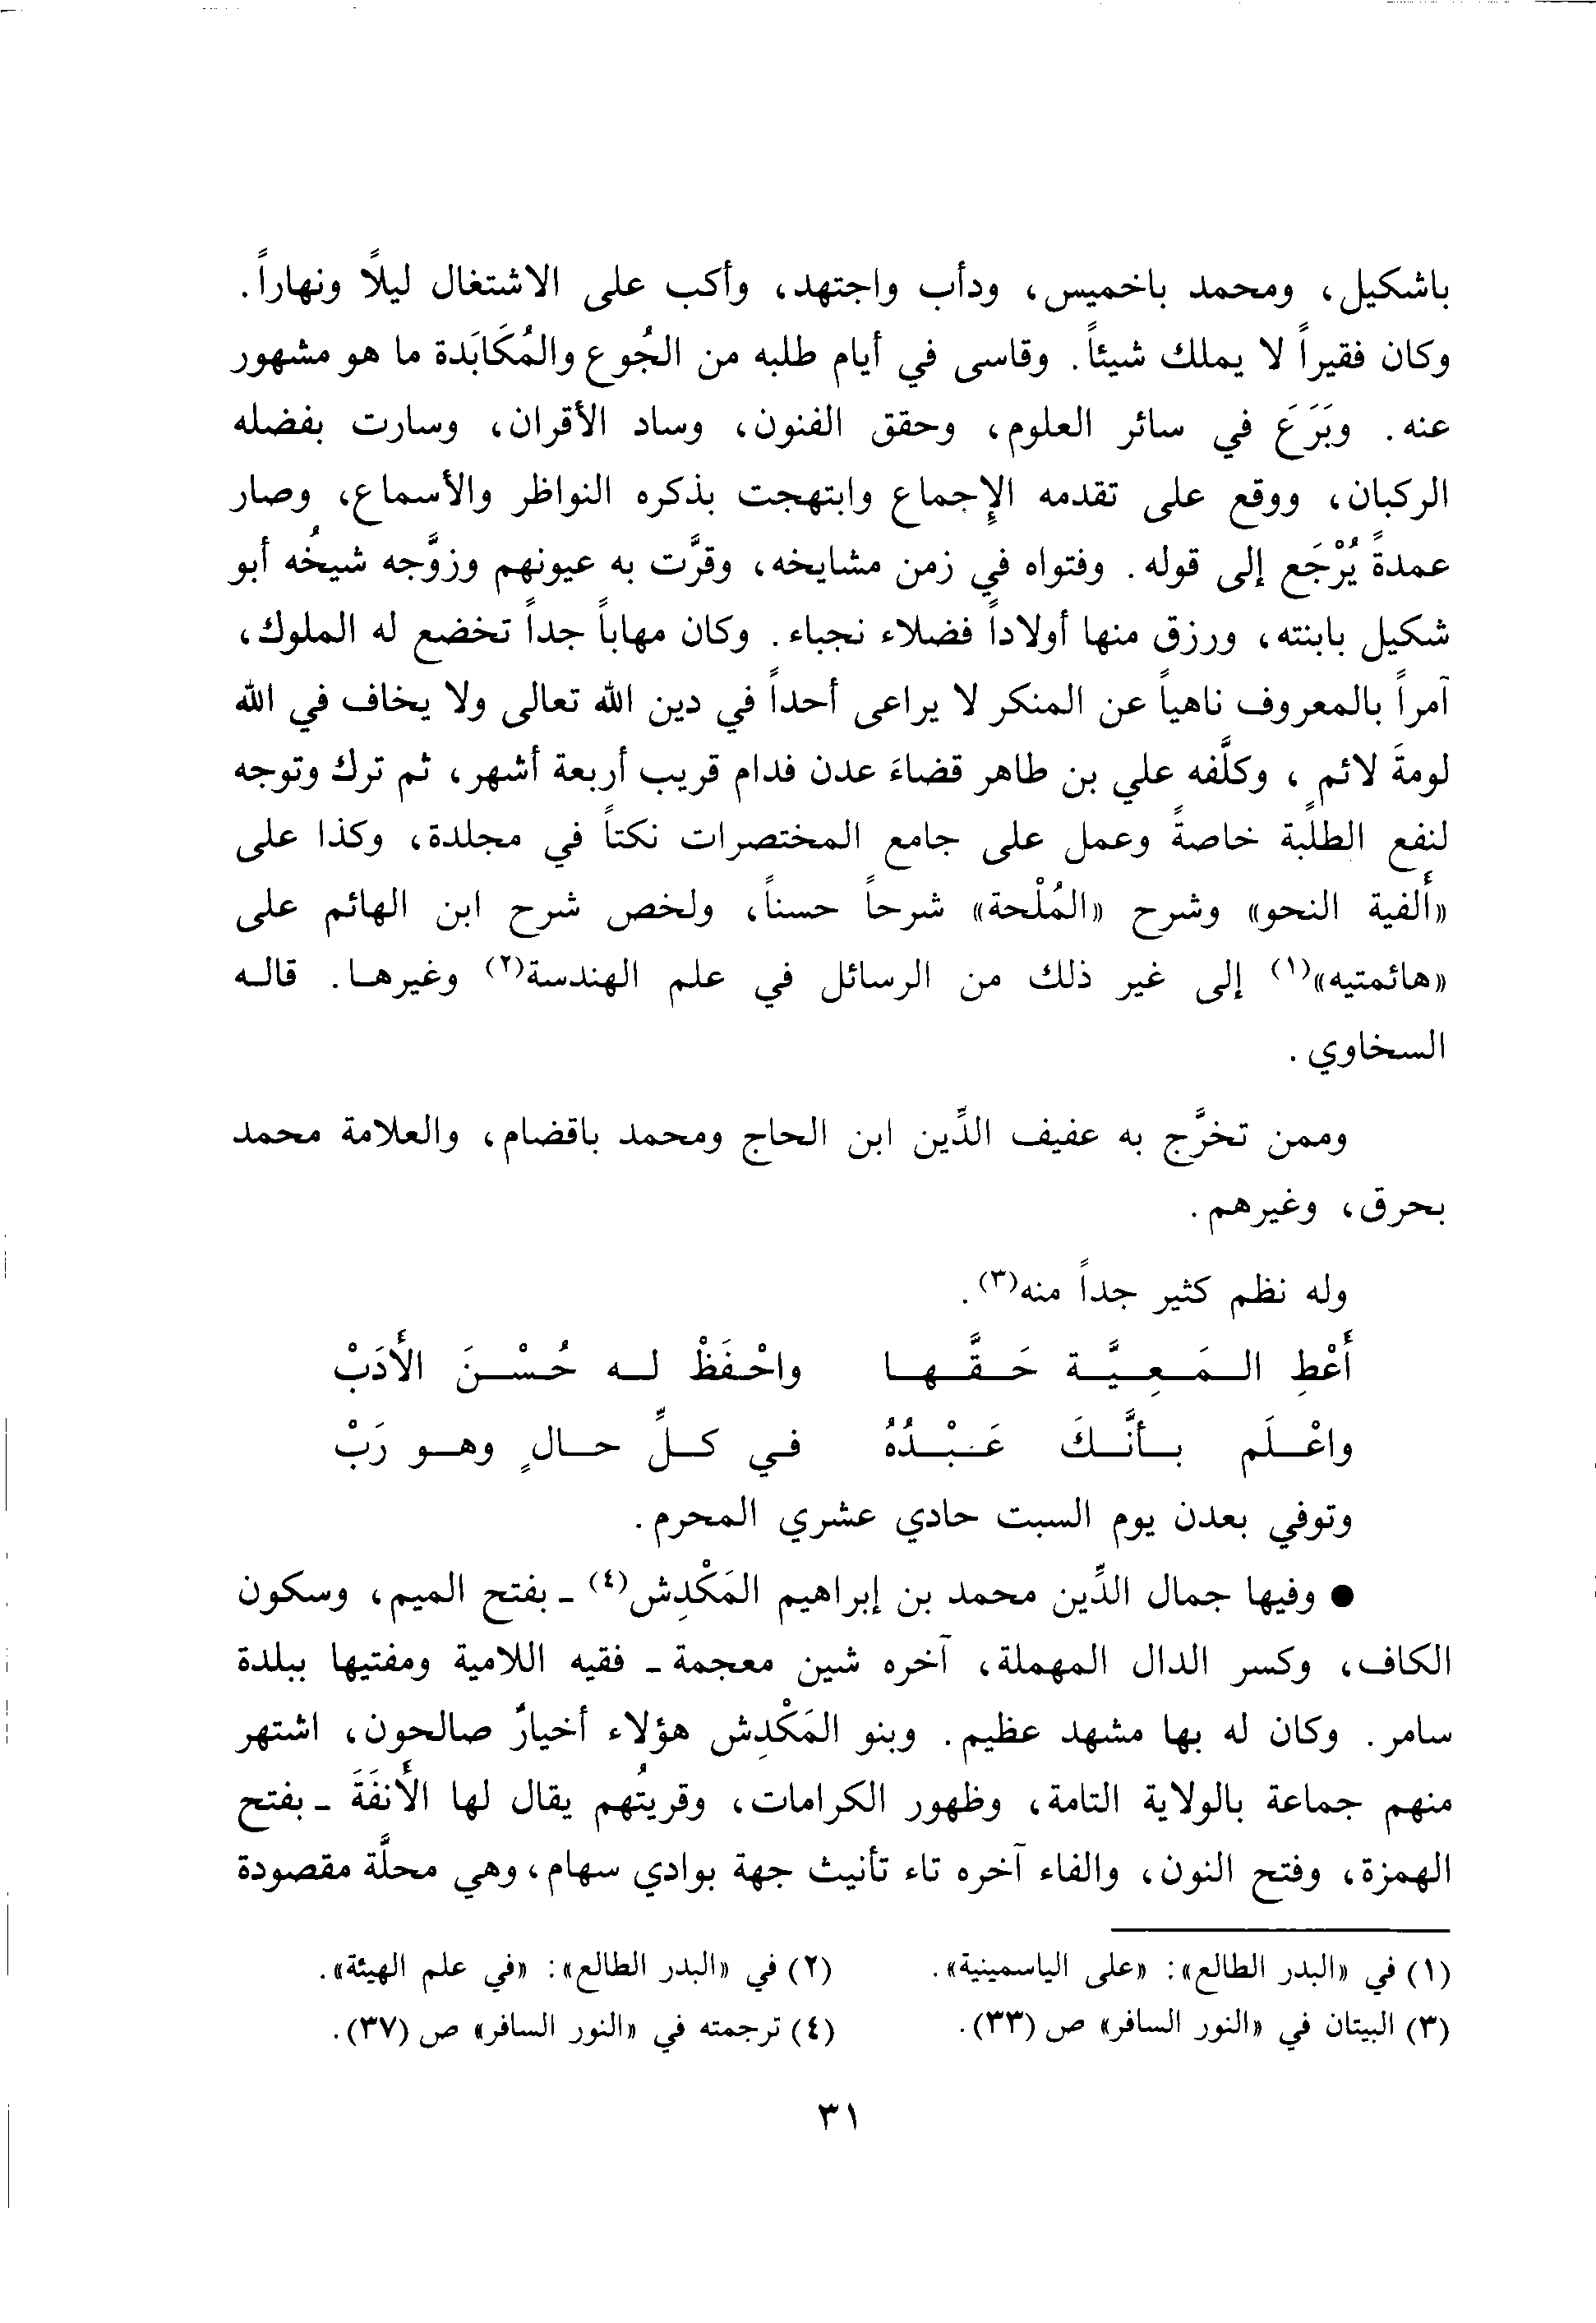 باشكيل، ومحمد باخميس، ودأب واجتهد، وأكب على الاشتغال ليلاً ونهاراً.
وكان فقيراً لا يملك شيئاً. وقاسى في أيام طلبه من الجُوع والمُكَابَدة ما هو مشهور
عنه. وبَرَعَ في سائر العلوم، وحقق الفنون، وساد الأقران، وسارت بفضله
الركبان، ووقع على تقدمه الإِجماع وابتهجت بذكره النواظر والأسماع، وصار
عمدةً يُرْجَع إلى قوله. وفتواه في زمن مشايخه، وقرَّت به عيونهم وزوَّجه شيخُه أبو
شكيل بابنته، ورزق منها أولاداً فضلاء نجباء. وكان مهاباً جداً تخضع له الملوك،
آمراً بالمعروف ناهياً عن المنكر لا يراعى أحداً في دين الله تعالى ولا يخاف في الله
لومةَ لائم، وكلَّفه علي بن طاهر قضاءَ عدن فدام قريب أربعة أشهر، ثم ترك وتوجه
لنفع الطلَبة خاصةً وعمل على جامع المختصرات نكتاً في مجلدة، وكذا على
«أَلفية النحو» وشرح «المُلْحة» شرحاً حسناً، ولخص شرح ابن الهائم على
«هائمتيه»(١) إلى غير ذلك من الرسائل في علم الهندسة(٢) وغيرها. قاله
السخاوي.
وممن تخرَّج به عفيف الدِّين ابن الحاج ومحمد باقضام، والعلامة محمد
بحرق، وغيرهم.
وله نظم كثير جداً منه(٣).
أَعْطِ المَعِيَّة حَقَّها واحْفَظْ له حُسْنَ الأَدَبْ
واعْلَم بأنَّكَ عَبْدُهُ في كلِّ حالٍ وهو رَبْ
وتوفي بعدن يوم السبت حادي عشري المحرم.
● وفيها جمال الدِّين محمد بن إبراهيم المَكْدِش(٤) - بفتح الميم، وسكون
الكاف، وكسر الدال المهملة، آخره شين معجمة - فقيه اللامية ومفتيها ببلدة
سامر. وكان له بها مشهد عظيم. وبنو المَكْدِش هؤلاء أخيارٌ صالحون، اشتهر
منهم جماعة بالولاية التامة، وظهور الكرامات، وقريتُهم يقال لها الأَنفَةَ - بفتح
الهمزة، وفتح النون، والفاء آخره تاء تأنيث جهة بوادي سهام، وهي محلَّة مقصودة
(١) في «البدر الطالع»: «على الياسمينية». (٢) في «البدر الطالع»: «في علم الهيئة».
(٣) البيتان في «النور السافر» ص (٣٣). (٤) ترجمته في «النور السافر» ص (٣٧).
٣١